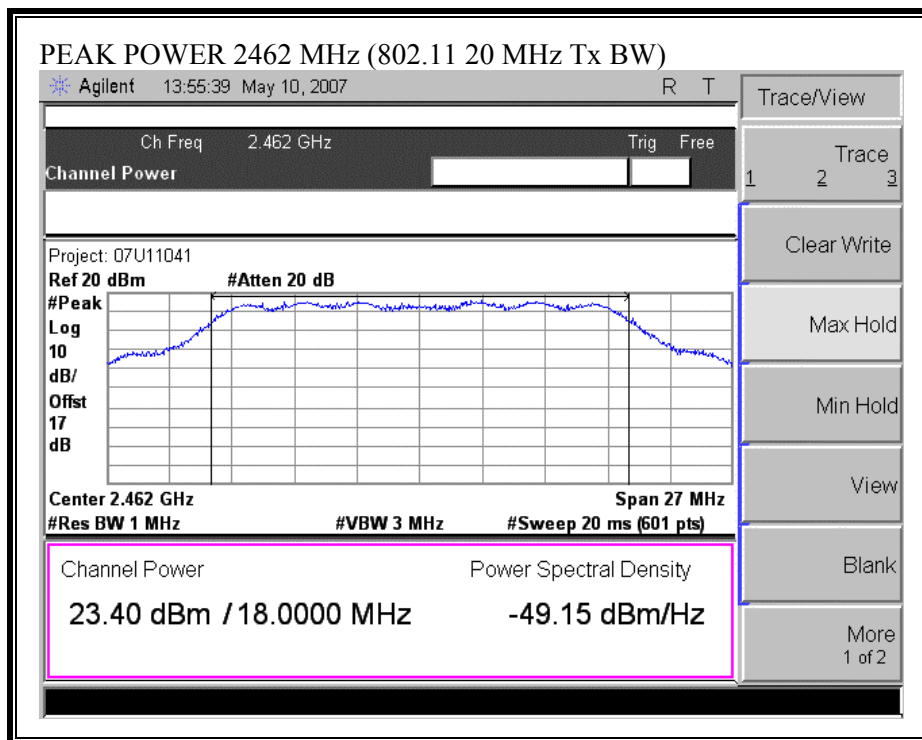 PEAK POWER 2462 MHz (802.11 20 MHz Tx BW)
Agilent 13:55:39 May 10, 2007 R T
Trace/View
Ch Freq 2.462 GHz Trig Free
Channel Power
Trace
1 2 3
Clear Write
Project: 07U11041
Ref 20 dBm #Atten 20 dB
#Peak
Log
10
dB/
Offst
17
dB
Max Hold
Min Hold
Center 2.462 GHz Span 27 MHz
#Res BW 1 MHz #VBW 3 MHz #Sweep 20 ms (601 pts)
View
Channel Power Power Spectral Density
23.40 dBm / 18.0000 MHz -49.15 dBm/Hz
Blank
More
1 of 2